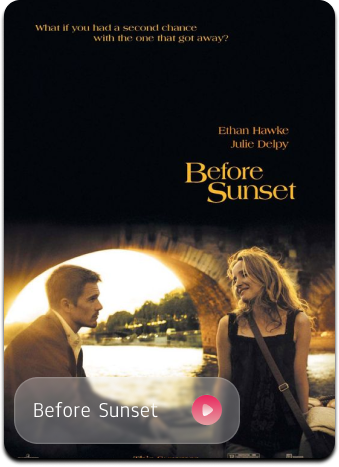 What if you had a second chance
with the one that got away?
Ethan Hawke
Julie Delpy
Before
Sunset
Before Sunset